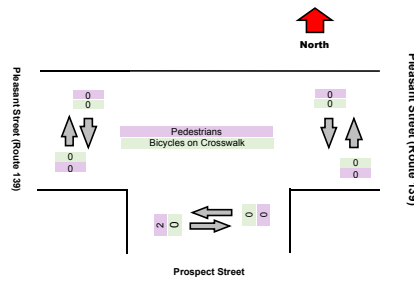 North
Pleasant Street (Route 139)
0
0
0
0
Pedestrians
Bicycles on Crosswalk
0
0
0
0
Pleasant Street (Route 139)
2 0
0 0
Prospect Street